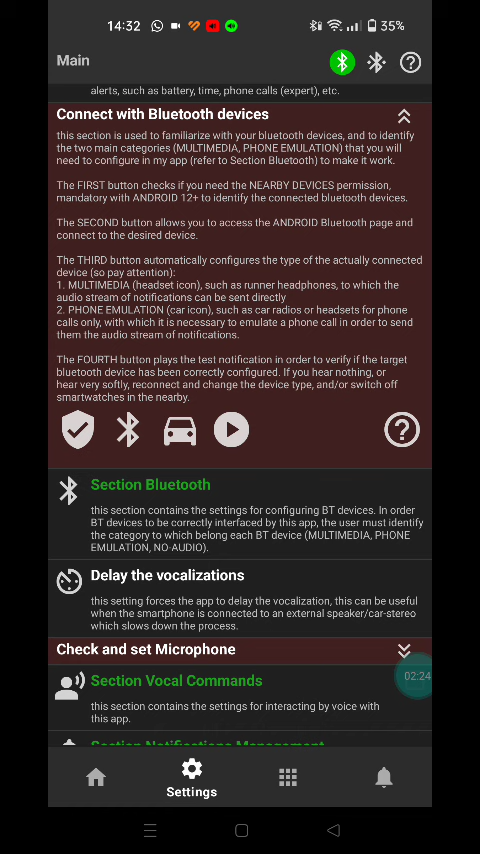 14:32
35%
Main
alerts, such as battery, time, phone calls (expert), etc.
Connect with Bluetooth devices
this section is used to familiarize with your bluetooth devices, and to identify
the two main categories (MULTIMEDIA, PHONE EMULATION) that you will
need to configure in my app (refer to Section Bluetooth) to make it work.
The FIRST button checks if you need the NEARBY DEVICES permission,
mandatory with ANDROID 12+ to identify the connected bluetooth devices.
The SECOND button allows you to access the ANDROID Bluetooth page and
connect to the desired device.
The THIRD button automatically configures the type of the actually connected
device (so pay attention):
1. MULTIMEDIA (headset icon), such as runner headphones, to which the
audio stream of notifications can be sent directly
2. PHONE EMULATION (car icon), such as car radios or headsets for phone
calls only, with which it is necessary to emulate a phone call in order to send
them the audio stream of notifications.
The FOURTH button plays the test notification in order to verify if the target
bluetooth device has been correctly configured. If you hear nothing, or
hear very softly, reconnect and change the device type, and/or switch off
smartwatches in the nearby.
Section Bluetooth
this section contains the settings for configuring BT devices. In order
BT devices to be correctly interfaced by this app, the user must identify
the category to which belong each BT device (MULTIMEDIA, PHONE
EMULATION, NO-AUDIO).
Delay the vocalizations
this setting forces the app to delay the vocalization, this can be useful
when the smartphone is connected to an external speaker/car-stereo
which slows down the process.
Check and set Microphone
02:24
Section Vocal Commands
this section contains the settings for interacting by voice with
this app.
Section Notifications Management
Settings